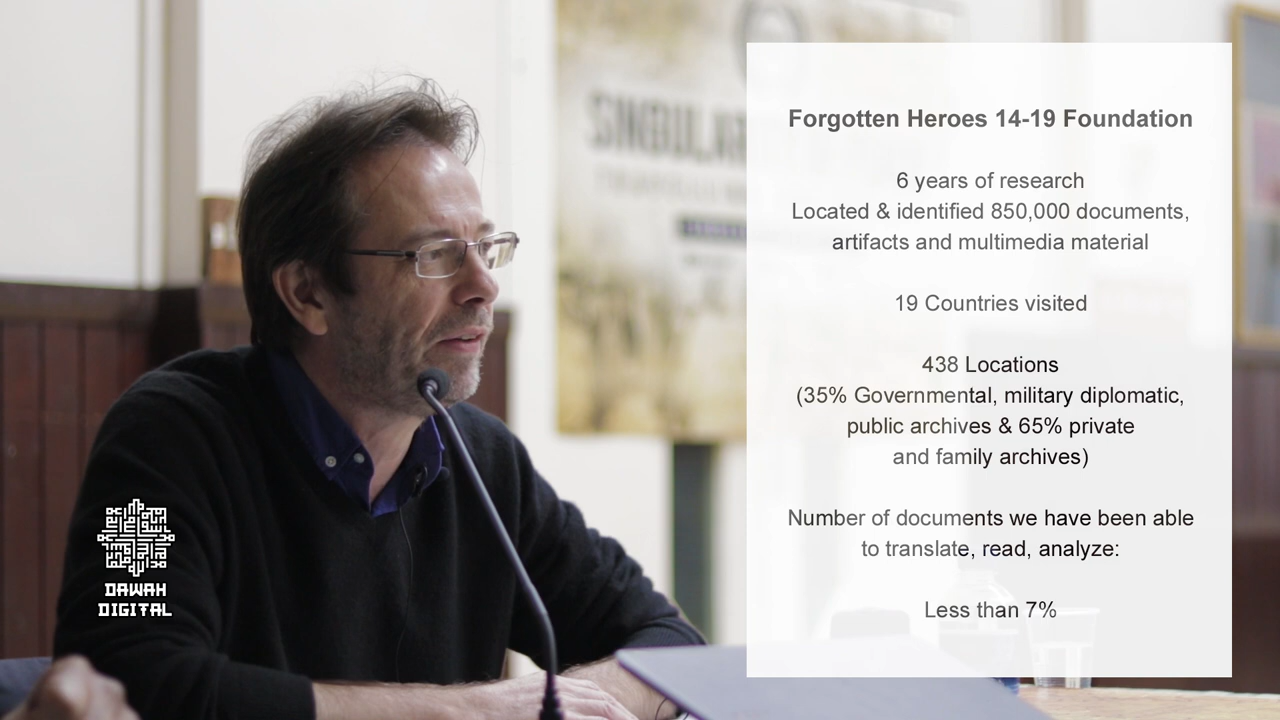 SINGULAR
Forgotten Heroes 14-19 Foundation
6 years of research
Located & identified 850,000 documents,
artifacts and multimedia material
19 Countries visited
438 Locations
(35% Governmental, military diplomatic,
public archives & 65% private
and family archives)
Number of documents we have been able
to translate, read, analyze:
Less than 7%
DAWAH
DIGITAL